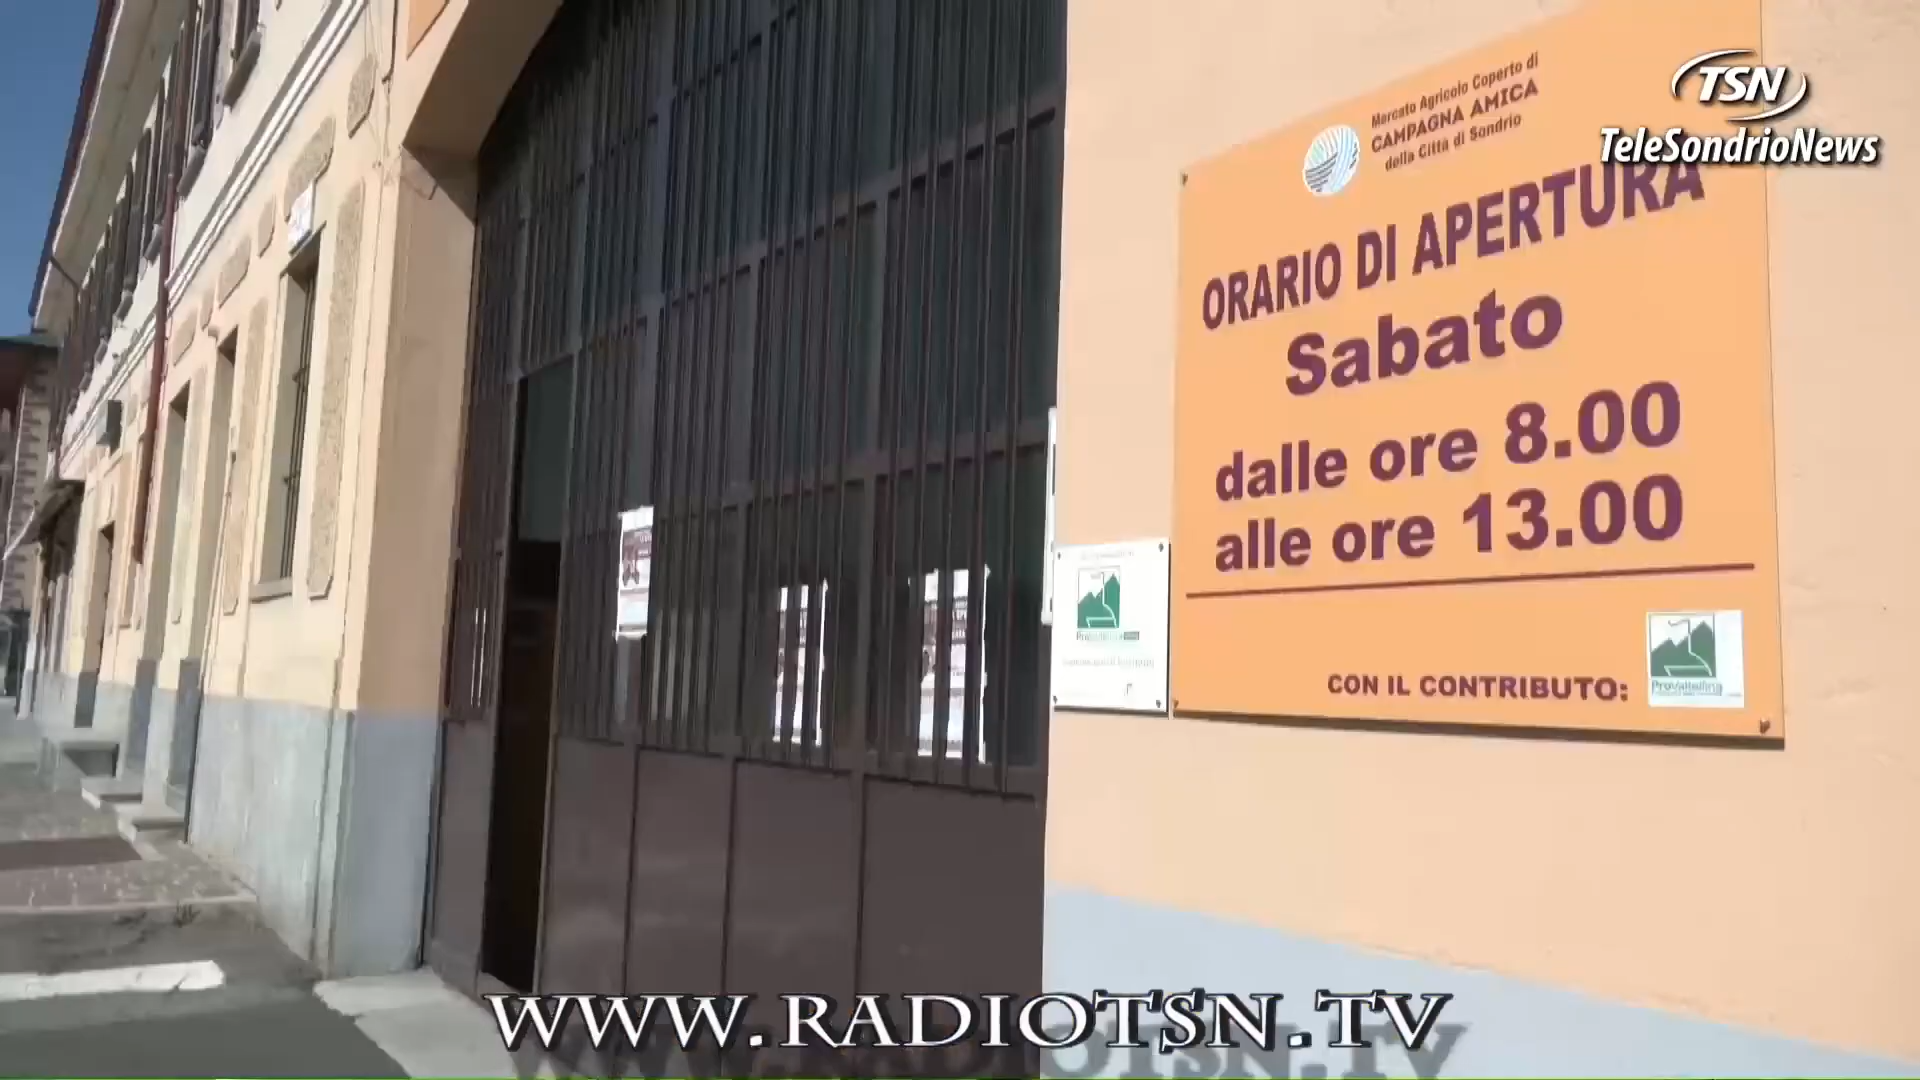 TSN
TeleSondrioNews
Mercato Agricolo Coperto di
CAMPAGNA AMICA
della Città di Sondrio
ORARIO DI APERTURA
Sabato
dalle ore 8.00
alle ore 13.00
CON IL CONTRIBUTO:
ProValtellina
WWW.RADIOTSN.TV